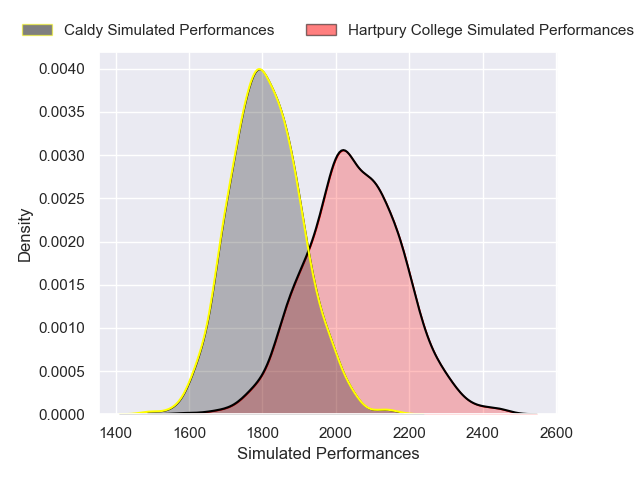 Caldy Simulated Performances
Hartpury College Simulated Performances
0.0040
0.0035
0.0030
0.0025
0.0020
0.0015
0.0010
0.0005
0.0000
Density
1400 1600 1800 2000 2200 2400 2600
Simulated Performances